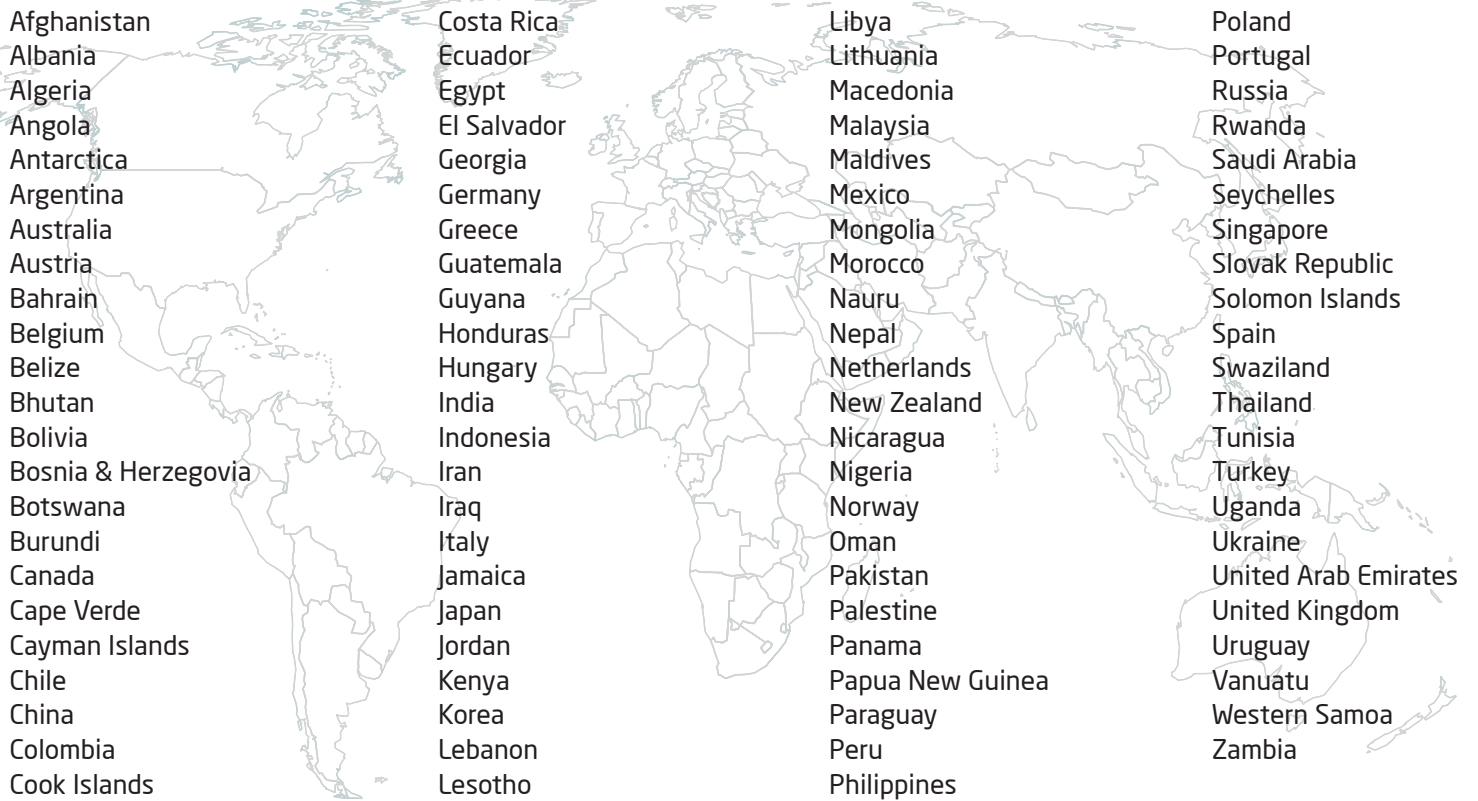 Afghanistan
Albania
Algeria
Angola
Antarctica
Argentina
Australia
Austria
Bahrain
Belgium
Belize
Bhutan
Bolivia
Bosnia & Herzegovia
Botswana
Burundi
Canada
Cape Verde
Cayman Islands
Chile
China
Colombia
Cook Islands
Costa Rica
Ecuador
Egypt
El Salvador
Georgia
Germany
Greece
Guatemala
Guyana
Honduras
Hungary
India
Indonesia
Iran
Iraq
Italy
Jamaica
Japan
Jordan
Kenya
Korea
Lebanon
Lesotho
Libya
Lithuania
Macedonia
Malaysia
Maldives
Mexico
Mongolia
Morocco
Nauru
Nepal
Netherlands
New Zealand
Nicaragua
Nigeria
Norway
Oman
Pakistan
Palestine
Panama
Papua New Guinea
Paraguay
Peru
Philippines
Poland
Portugal
Russia
Rwanda
Saudi Arabia
Seychelles
Singapore
Slovak Republic
Solomon Islands
Spain
Swaziland
Thailand
Tunisia
Turkey
Uganda
Ukraine
United Arab Emirates
United Kingdom
Uruguay
Vanuatu
Western Samoa
Zambia